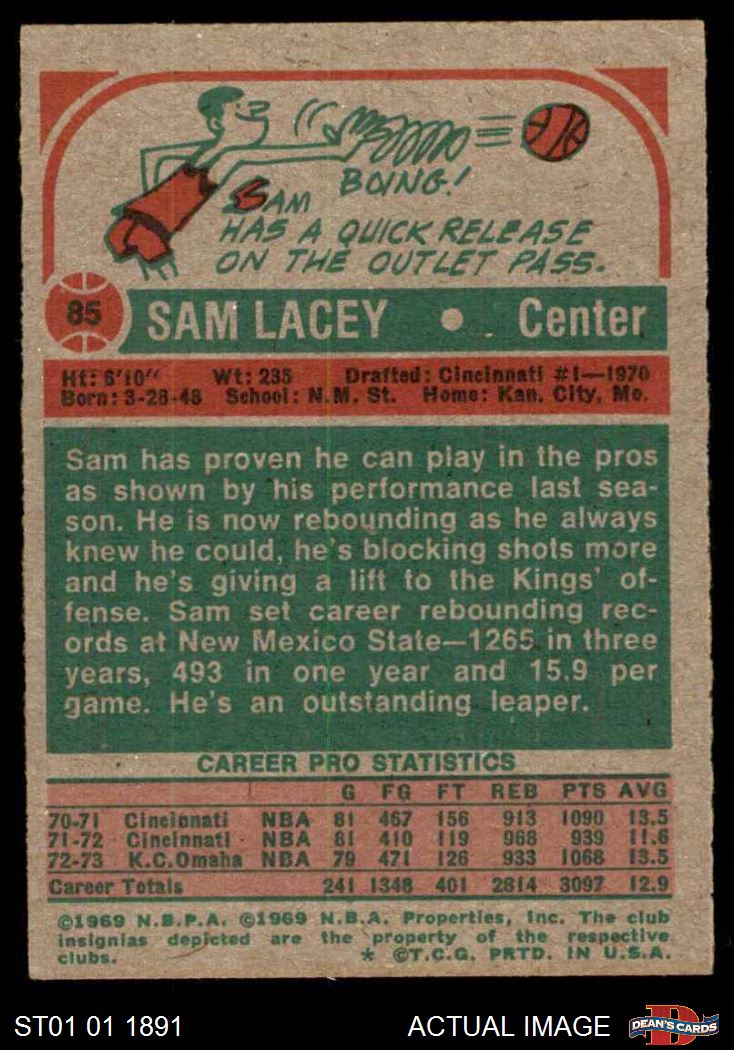 BOING!
SAM
HAS A QUICK RELEASE
ON THE OUTLET PASS.
85 SAM LACEY • Center
Ht: 6'10" Wt: 235 Drafted: Cincinnati #1—1970
Born: 3-28-48 School: N.M. St. Home: Kan. City, Mo.
Sam has proven he can play in the pros
as shown by his performance last sea-
son. He is now rebounding as he always
knew he could, he's blocking shots more
and he's giving a lift to the Kings' of-
fense. Sam set career rebounding rec-
ords at New Mexico State—1265 in three
years, 493 in one year and 15.9 per
game. He's an outstanding leaper.
CAREER PRO STATISTICS
G FG FT REB PTS AVG
70-71 Cincinnati NBA 81 467 156 913 1090 13.5
71-72 Cincinnati NBA 81 410 119 968 939 11.6
72-73 K.C.Omaha NBA 79 471 126 933 1068 13.5
Career Totals 241 1348 401 2814 3097 12.9
©1969 N.B.P.A. ©1969 N.B.A. Properties, Inc. The club
insignias depicted are the property of the respective
clubs. * ©T.C.G. PRTD. IN U.S.A.
ST01 01 1891 ACTUAL IMAGE DEAN'S CARDS